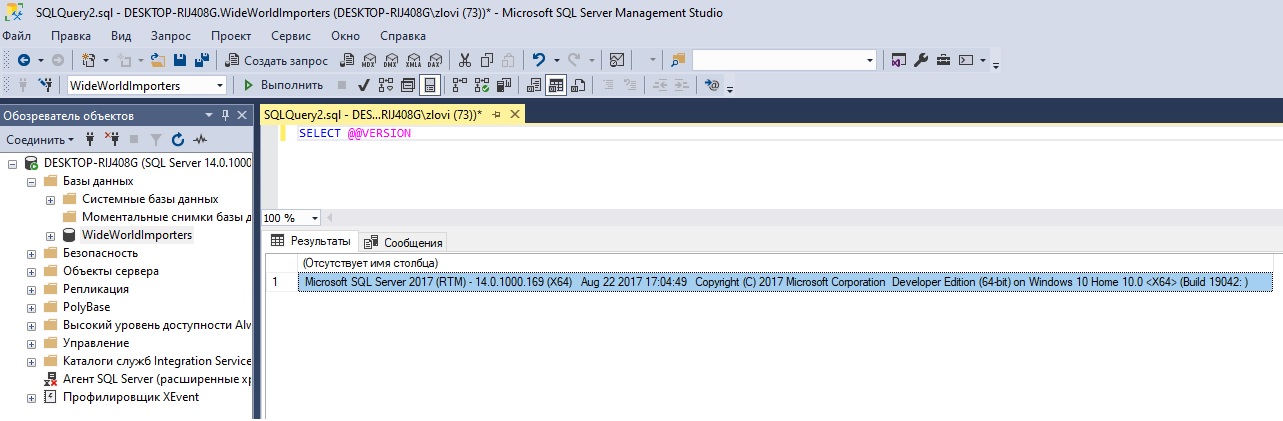 SQLQuery2.sql - DESKTOP-RIJ408G.WideWorldImporters (DESKTOP-RIJ408G\zlovi (73))* - Microsoft SQL Server Management Studio
Файл Правка Вид Запрос Проект Сервис Окно Справка
Создать запрос MDX DMX XMLA DAX
WideWorldImporters Выполнить
Обозреватель объектов
SQLQuery2.sql - DES...RIJ408G\zlovi (73))*
Соединить
DESKTOP-RIJ408G (SQL Server 14.0.1000
Базы данных
Системные базы данных
Моментальные снимки базы д
WideWorldImporters
Безопасность
Объекты сервера
Репликация
PolyBase
Высокий уровень доступности Alw
Управление
Каталоги служб Integration Service
Агент SQL Server (расширенные хр
Профилировщик XEvent
SELECT @@VERSION
100 %
Результаты Сообщения
(Отсутствует имя столбца)
1 Microsoft SQL Server 2017 (RTM) - 14.0.1000.169 (X64) Aug 22 2017 17:04:49 Copyright (C) 2017 Microsoft Corporation Developer Edition (64-bit) on Windows 10 Home 10.0 <X64> (Build 19042: )